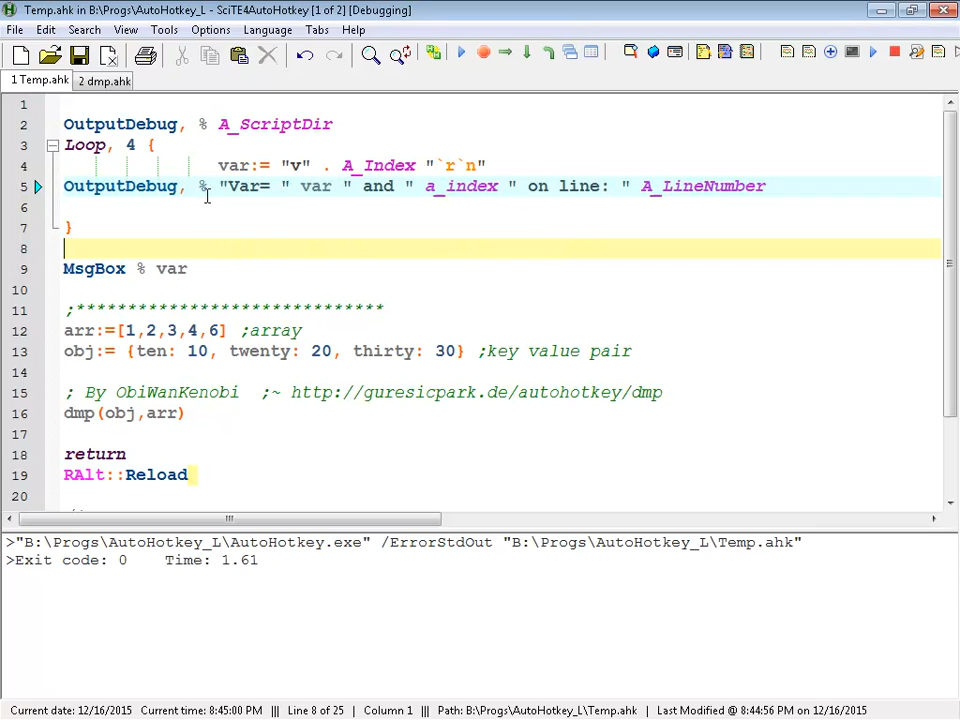 Temp.ahk in B:\Progs\AutoHotkey_L - SciTE4AutoHotkey [1 of 2] [Debugging]
File Edit Search View Tools Options Language Tabs Help
1 Temp.ahk 2 dmp.ahk
1
2 OutputDebug, % A_ScriptDir
3 Loop, 4 {
4 var:= "v" . A_Index "`r`n"
5 OutputDebug, % "Var= " var " and " a_index " on line: " A_LineNumber
6
7 }
8
9 MsgBox % var
10
11 ;******************************
12 arr:=[1,2,3,4,6] ;array
13 obj:= {ten: 10, twenty: 20, thirty: 30} ;key value pair
14
15 ; By ObiWanKenobi ;~ http://guresicpark.de/autohotkey/dmp
16 dmp(obj,arr)
17
18 return
19 RAlt::Reload
20
>"B:\Progs\AutoHotkey_L\AutoHotkey.exe" /ErrorStdOut "B:\Progs\AutoHotkey_L\Temp.ahk"
>Exit code: 0 Time: 1.61
Current date: 12/16/2015 Current time: 8:45:00 PM ||| Line 8 of 25 ||| Column 1 ||| Path: B:\Progs\AutoHotkey_L\Temp.ahk ||| Last Modified @ 8:44:56 PM on 12/16/2015